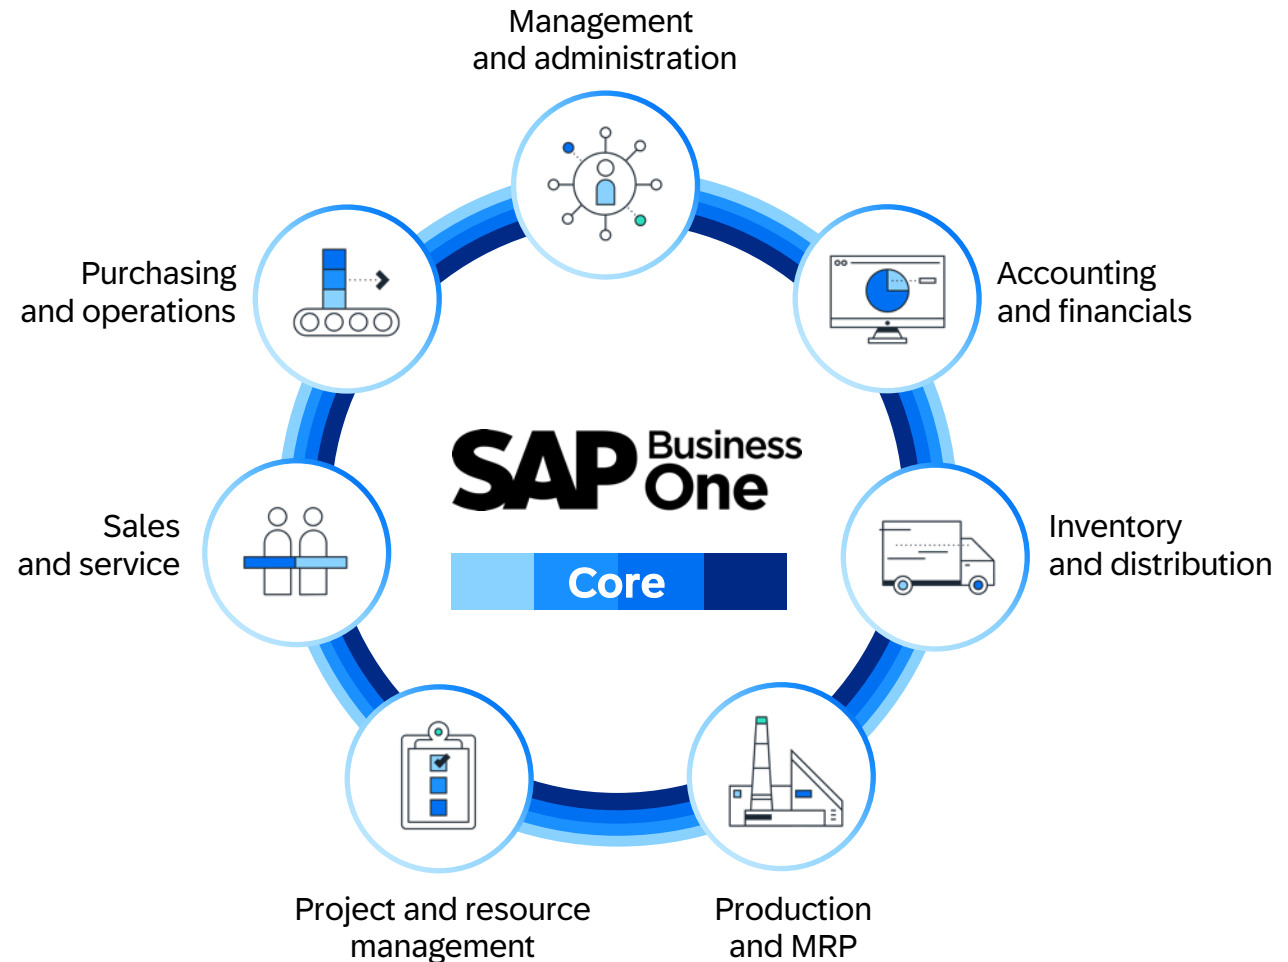 Management
and administration
Purchasing
and operations
Accounting
and financials
SAP Business
One
Core
Sales
and service
Inventory
and distribution
Project and resource
management
Production
and MRP